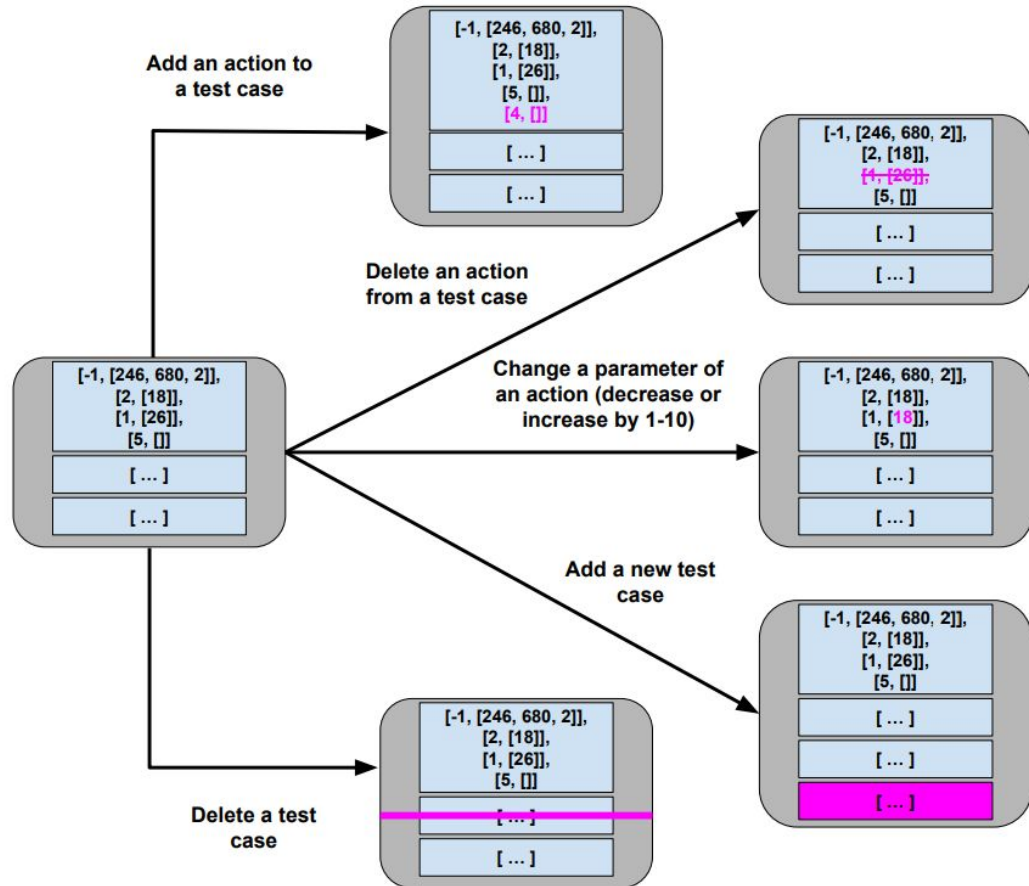 [-1, [246, 680, 2]],
[2, [18]],
[1, [26]],
[5, []],
[4, []]
[ ... ]
[ ... ]
Add an action to
a test case
[-1, [246, 680, 2]],
[2, [18]],
[1, [26]],
[5, []]
[ ... ]
[ ... ]
Delete an action
from a test case
[-1, [246, 680, 2]],
[2, [18]],
[1, [26]],
[5, []]
[ ... ]
[ ... ]
Change a parameter of
an action (decrease or
increase by 1-10)
[-1, [246, 680, 2]],
[2, [18]],
[1, [18]],
[5, []]
[ ... ]
[ ... ]
Add a new test
case
[-1, [246, 680, 2]],
[2, [18]],
[1, [26]],
[5, []]
[ ... ]
[ ... ]
[ ... ]
[-1, [246, 680, 2]],
[2, [18]],
[1, [26]],
[5, []]
[ ... ]
[ ... ]
Delete a test
case